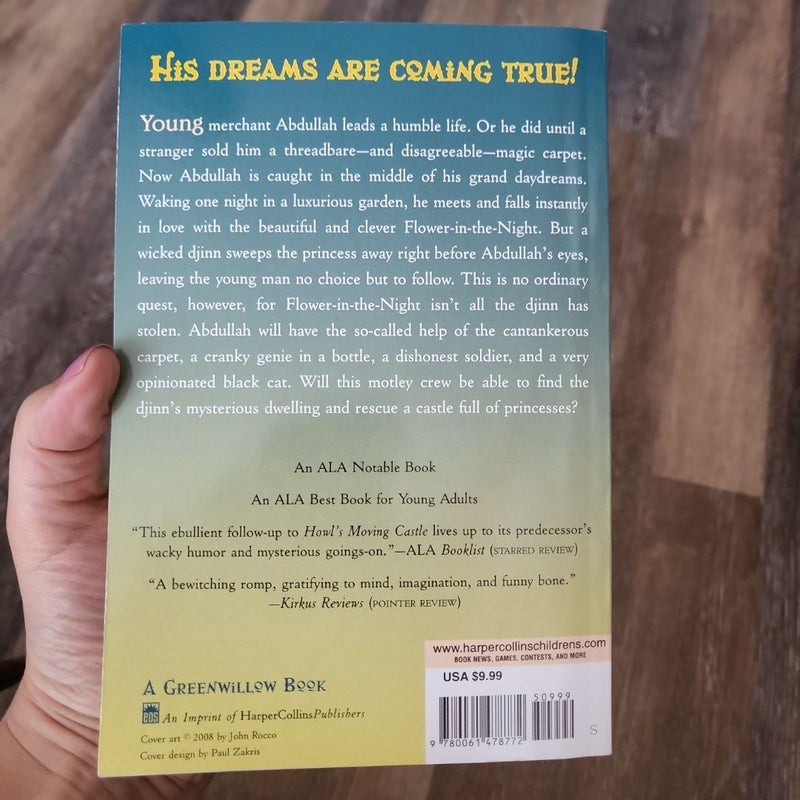 His dreams are coming true!
Young merchant Abdullah leads a humble life. Or he did until a
stranger sold him a threadbare—and disagreeable—magic carpet.
Now Abdullah is caught in the middle of his grand daydreams.
Waking one night in a luxurious garden, he meets and falls instantly
in love with the beautiful and clever Flower-in-the-Night. But a
wicked djinn sweeps the princess away right before Abdullah's eyes,
leaving the young man no choice but to follow. This is no ordinary
quest, however, for Flower-in-the-Night isn't all the djinn has
stolen. Abdullah will have the so-called help of the cantankerous
carpet, a cranky genie in a bottle, a dishonest soldier, and a very
opinionated black cat. Will this motley crew be able to find the
djinn's mysterious dwelling and rescue a castle full of princesses?
An ALA Notable Book
An ALA Best Book for Young Adults
"This ebullient follow-up to Howl's Moving Castle lives up to its predecessor's
wacky humor and mysterious goings-on."—ALA Booklist (STARRED REVIEW)
"A bewitching romp, gratifying to mind, imagination, and funny bone."
—Kirkus Reviews (POINTER REVIEW)
www.harpercollinschildrens.com
BOOK NEWS, GAMES, CONTESTS, AND MORE
USA $9.99
50999
9 780061 478772
S
A Greenwillow Book
eos An Imprint of HarperCollinsPublishers
Cover art © 2008 by John Rocco
Cover design by Paul Zakris